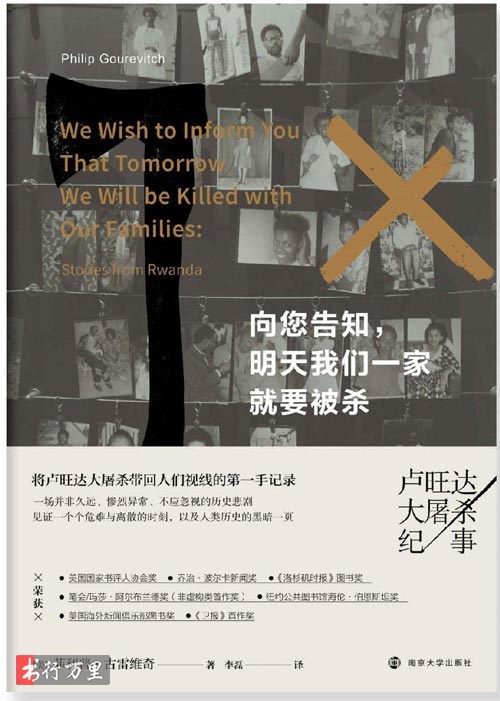 Philip Gourevitch
We Wish to Inform You
That Tomorrow
We Will be Killed with
Our Families:
Stories from Rwanda
向您告知，
明天我们一家
就要被杀
将卢旺达大屠杀带回人们视线的第一手记录
一场并非久远、惨烈异常、不应忽视的历史悲剧
见证一个个危难与离散的时刻，以及人类历史的黑暗一页
卢旺达
大屠杀
纪事
荣获
● 美国国家书评人协会奖 ● 乔治·波尔卡新闻奖 ● 《洛杉矶时报》图书奖
● 笔会/玛莎·阿尔布兰德奖（非虚构类首作奖） ● 纽约公共图书馆海伦·伯恩斯坦奖
● 美国海外新闻俱乐部图书奖 ● 《卫报》首作奖
古雷维奇 著 李磊 译
南京大学出版社
书行万里